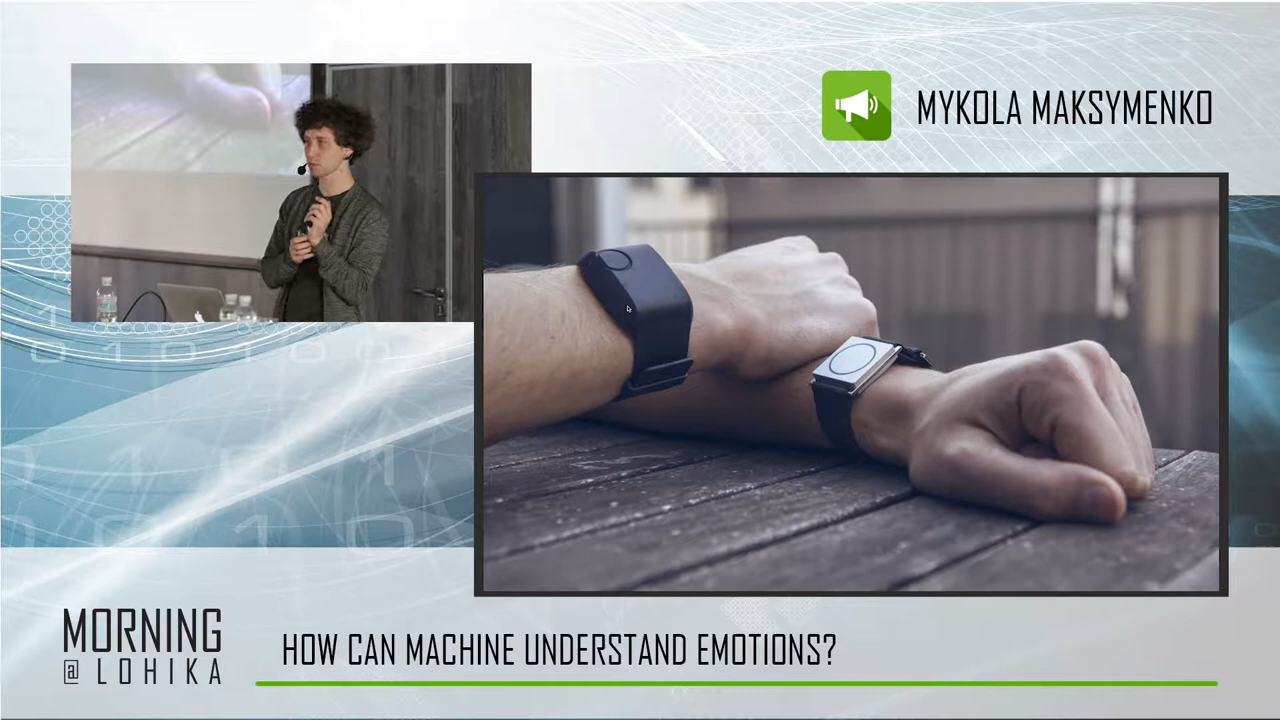 MYKOLA MAKSYMENKO
MORNING
@ LOHIKA
HOW CAN MACHINE UNDERSTAND EMOTIONS?